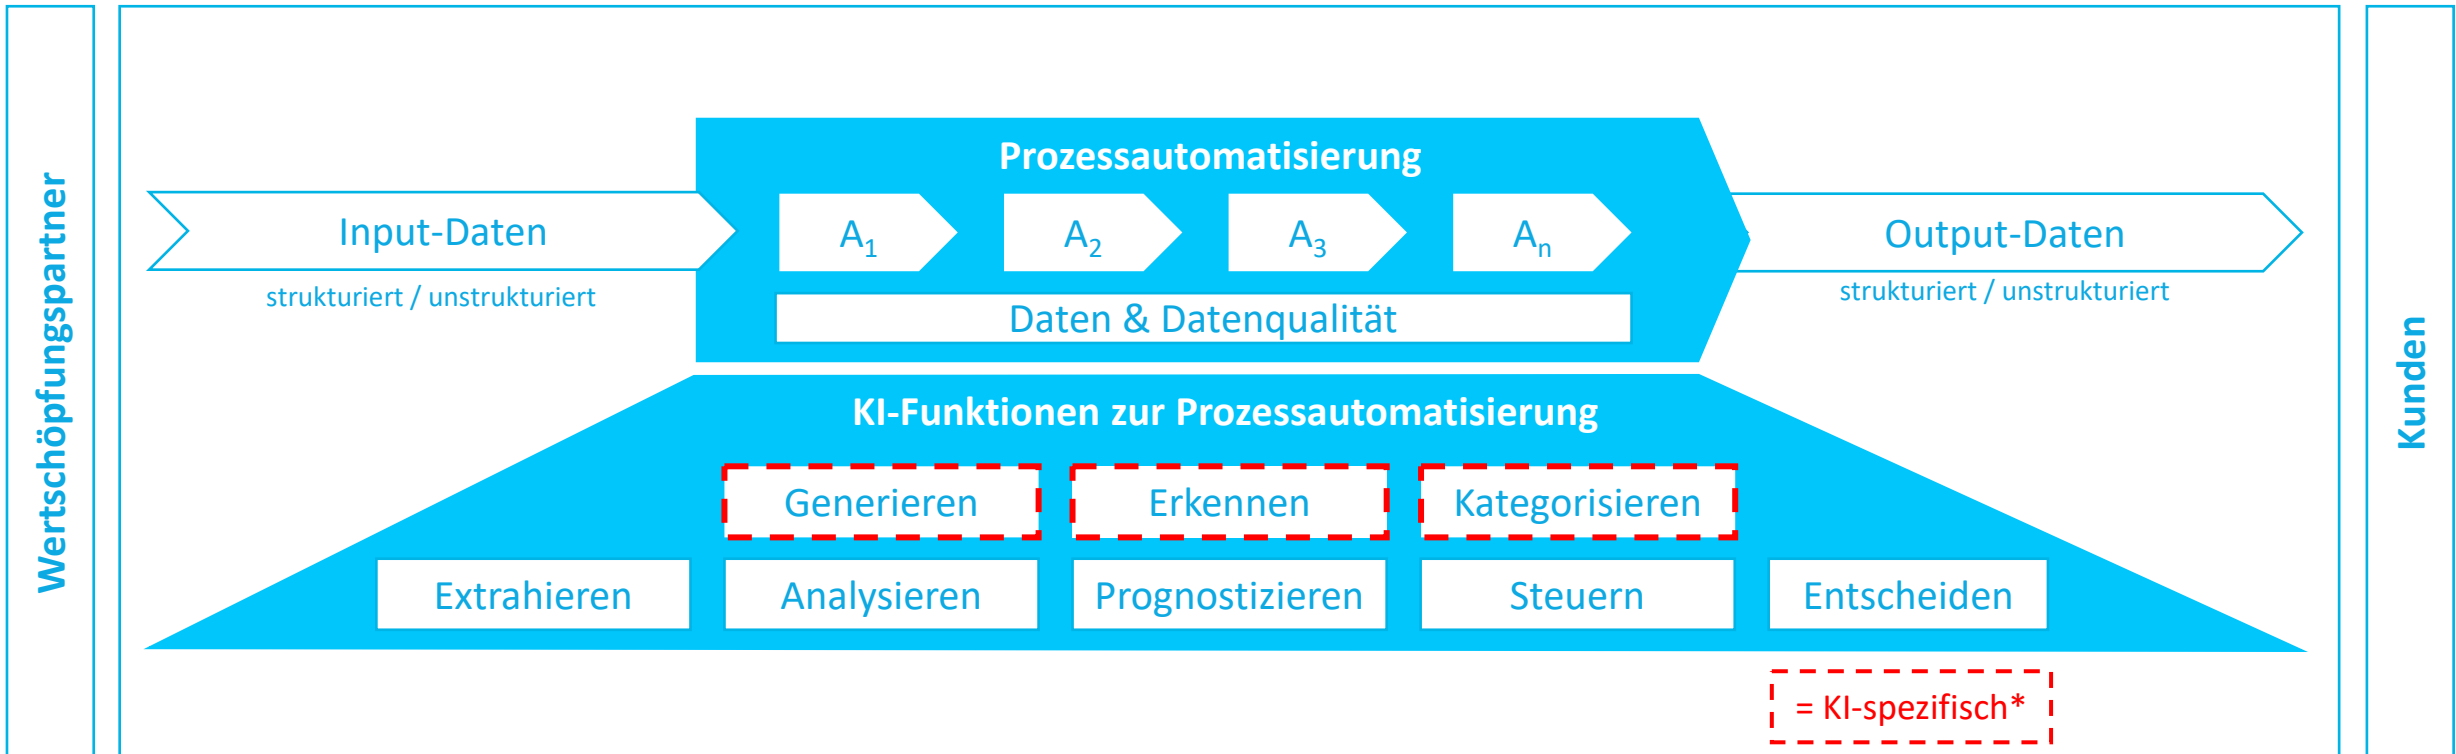 Wertschöpfungspartner
Prozessautomatisierung
Input-Daten
A1
A2
A3
An
Output-Daten
strukturiert / unstrukturiert
strukturiert / unstrukturiert
Daten & Datenqualität
KI-Funktionen zur Prozessautomatisierung
Generieren
Erkennen
Kategorisieren
Extrahieren
Analysieren
Prognostizieren
Steuern
Entscheiden
= KI-spezifisch*
Kunden